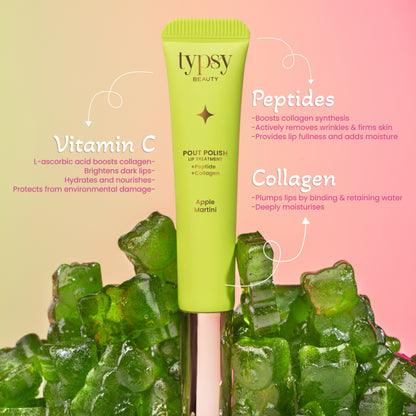 typsy
BEAUTY
POUT POLISH
LIP TREATMENT
+Peptide
+Collagen
Apple
Martini
Vitamin C
L-ascorbic acid boosts collagen-
Brightens dark lips-
Hydrates and nourishes-
Protects from environmental damage-
Peptides
-Boosts collagen synthesis
-Actively removes wrinkles & firms skin
-Provides lip fullness and adds moisture
Collagen
-Plumps lips by binding & retaining water
-Deeply moisturises